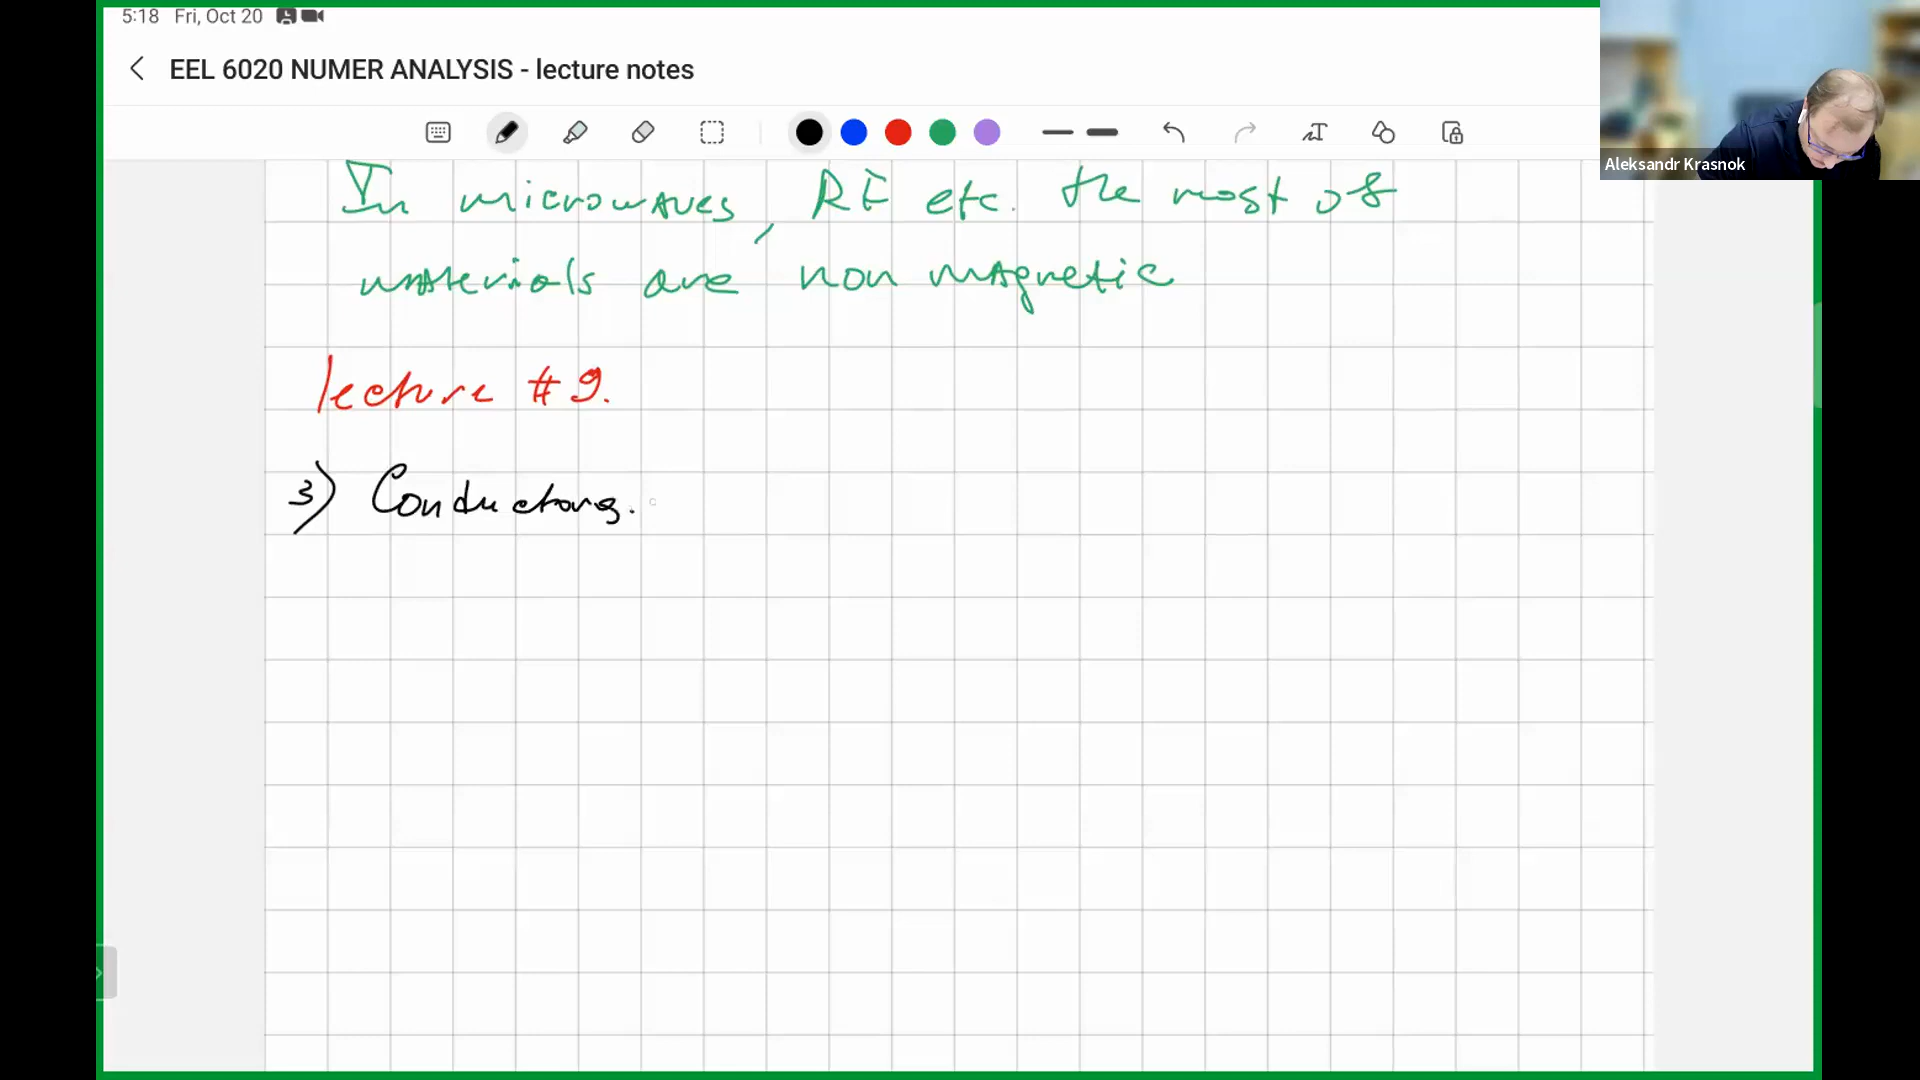 5:18 Fri, Oct 20
EEL 6020 NUMER ANALYSIS - lecture notes
Aleksandr Krasnok
In microwaves, RF etc. the most of
materials are non magnetic
lecture #9.
3) Conductors.